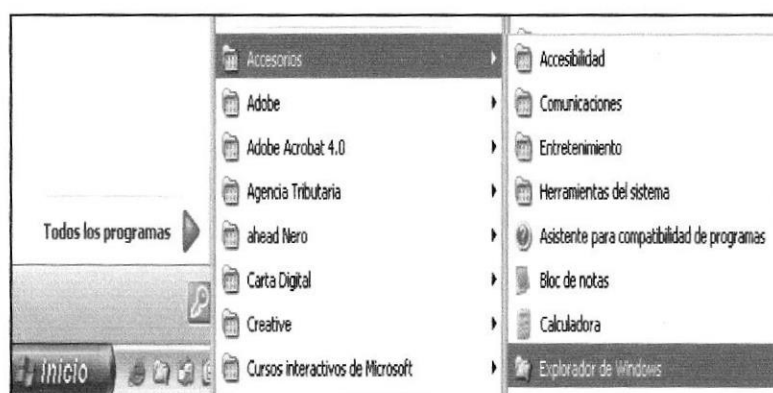 Todos los programas
Inicio
Accesorios
Adobe
Adobe Acrobat 4.0
Agencia Tributaria
ahead Nero
Carta Digital
Creative
Cursos interactivos de Microsoft
Accesibilidad
Comunicaciones
Entretenimiento
Herramientas del sistema
Asistente para compatibilidad de programas
Bloc de notas
Calculadora
Explorador de Windows